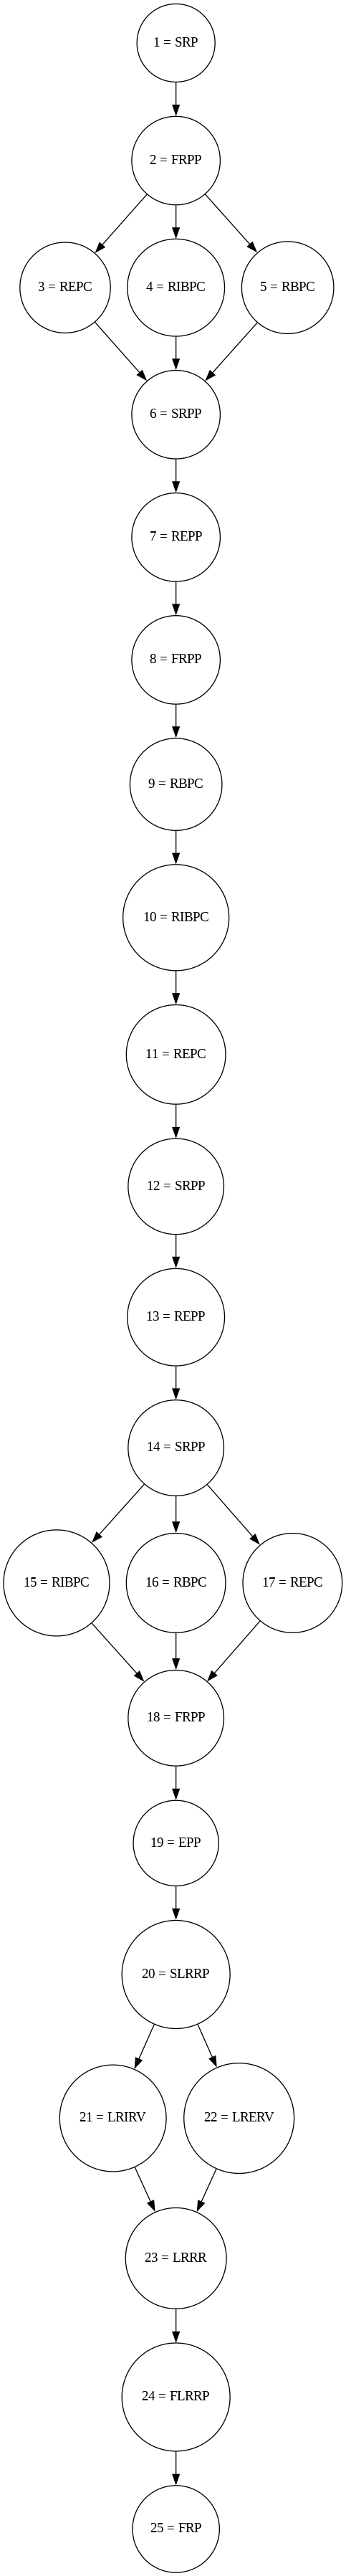 1 = SRP
2 = FRPP
3 = REPC
4 = RIBPC
5 = RBPC
6 = SRPP
7 = REPP
8 = FRPP
9 = RBPC
10 = RIBPC
11 = REPC
12 = SRPP
13 = REPP
14 = SRPP
15 = RIBPC
16 = RBPC
17 = REPC
18 = FRPP
19 = EPP
20 = SLRRP
21 = LRIRV
22 = LRERV
23 = LRRR
24 = FLRRP
25 = FRP